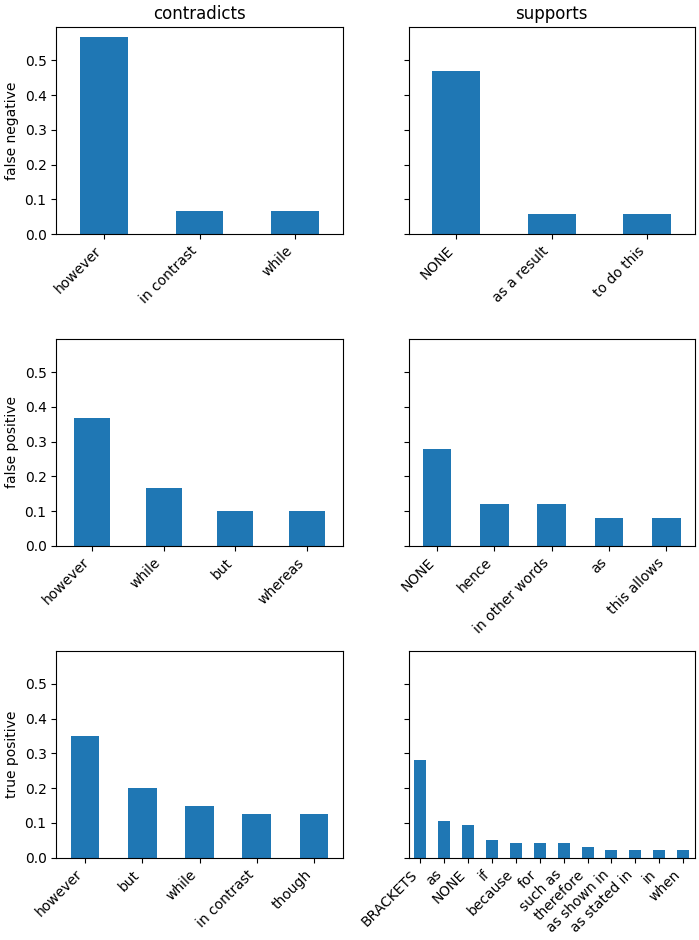 contradicts
supports
false negative
0.5
0.4
0.3
0.2
0.1
0.0
however
in contrast
while
NONE
as a result
to do this
false positive
0.5
0.4
0.3
0.2
0.1
0.0
however
while
but
whereas
NONE
hence
in other words
as
this allows
true positive
0.5
0.4
0.3
0.2
0.1
0.0
however
but
while
in contrast
though
BRACKETS
as
NONE
if
because
for
such as
therefore
as shown in
as stated in
in
when